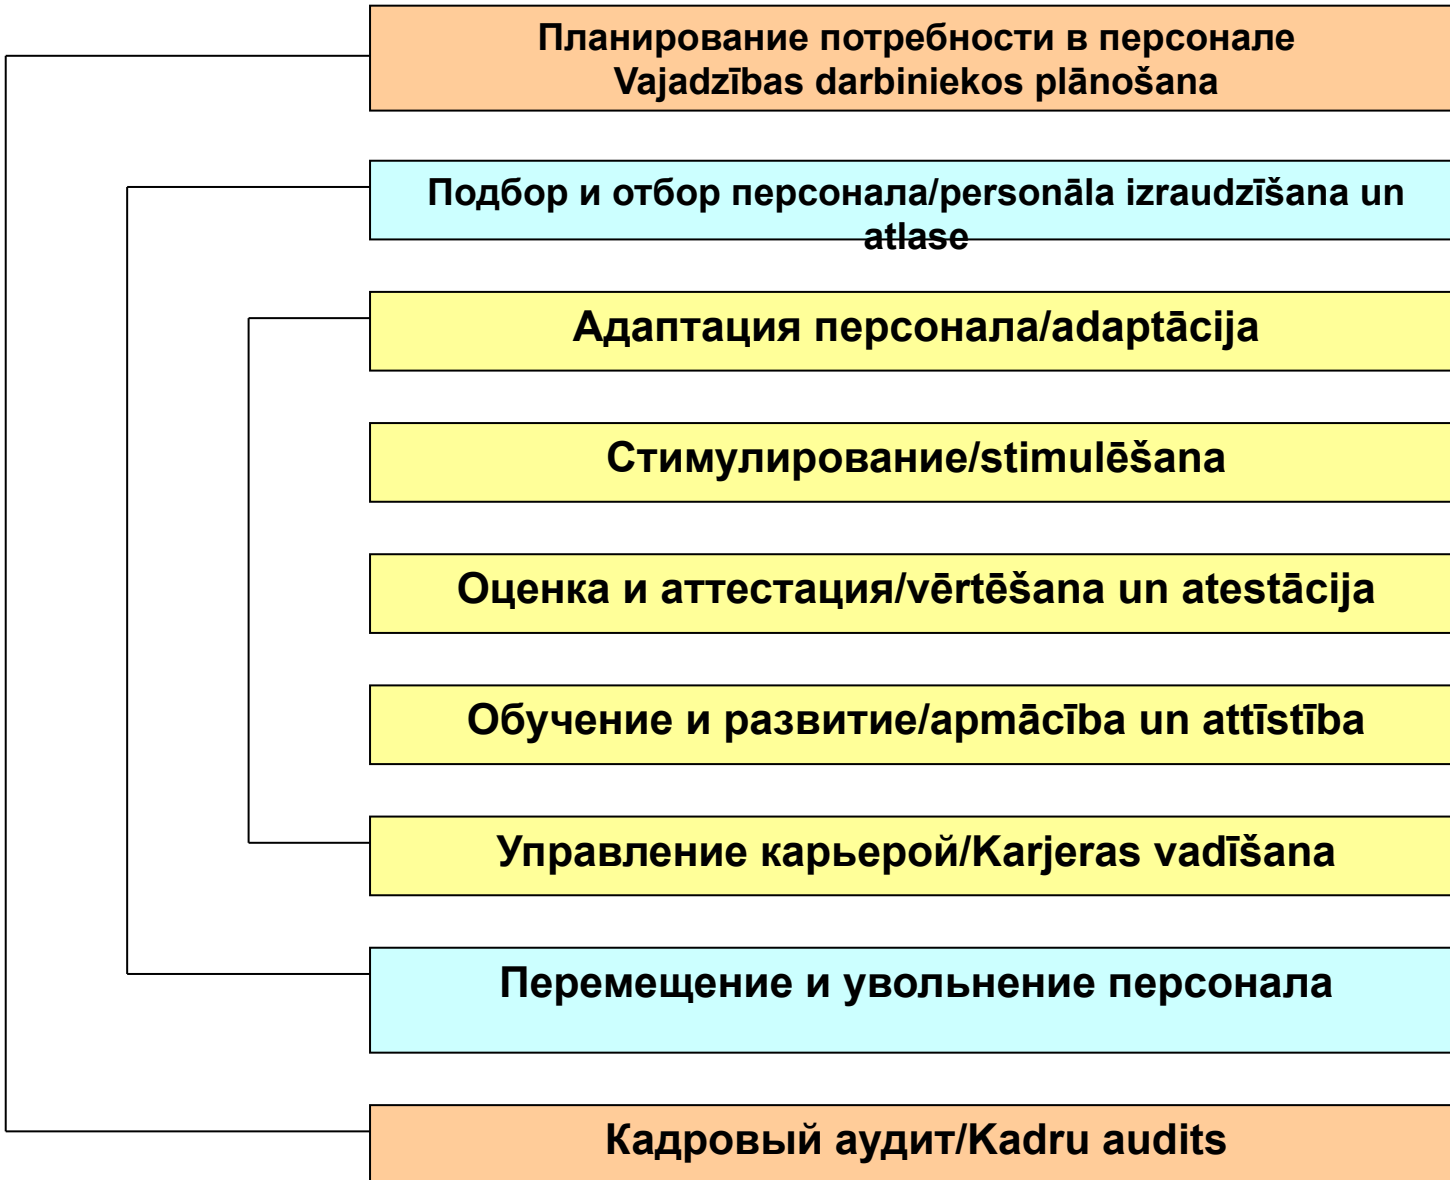 Планирование потребности в персонале
Vajadzības darbiniekos plānošana
Подбор и отбор персонала/personāla izraudzīšana un
atlase
Адаптация персонала/adaptācija
Стимулирование/stimulēšana
Оценка и аттестация/vērtēšana un atestācija
Обучение и развитие/apmācība un attīstība
Управление карьерой/Karjeras vadīšana
Перемещение и увольнение персонала
Кадровый аудит/Kadru audits